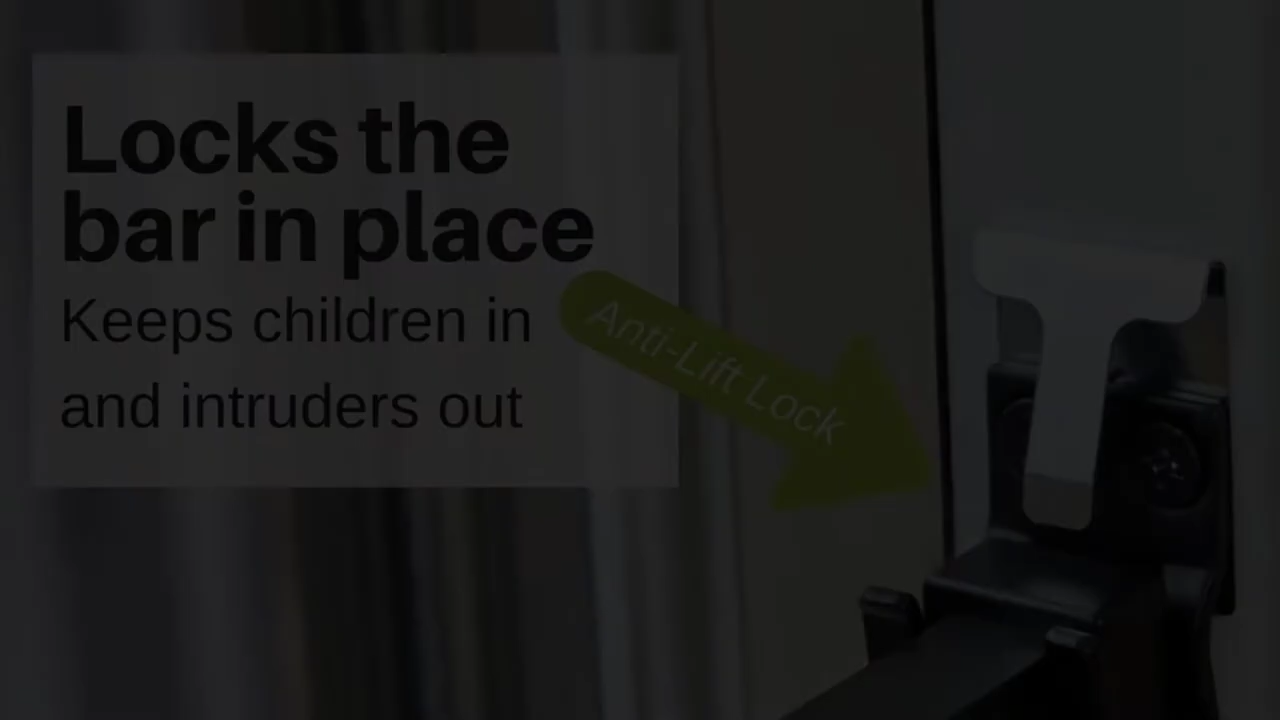 Locks the
bar in place
Keeps children in
and intruders out
Anti-Lift Lock